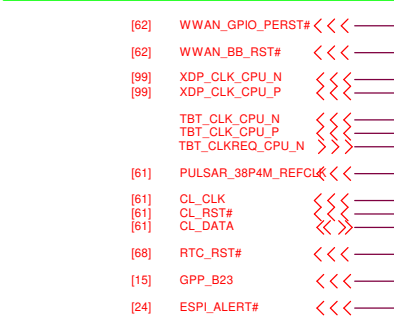 [62] WWAN_GPIO_PERST#
[62] WWAN_BB_RST#
[99] XDP_CLK_CPU_N
[99] XDP_CLK_CPU_P
TBT_CLK_CPU_N
TBT_CLK_CPU_P
TBT_CLKREQ_CPU_N
[61] PULSAR_38P4M_REFCLK
[61] CL_CLK
[61] CL_RST#
[61] CL_DATA
[68] RTC_RST#
[15] GPP_B23
[24] ESPI_ALERT#